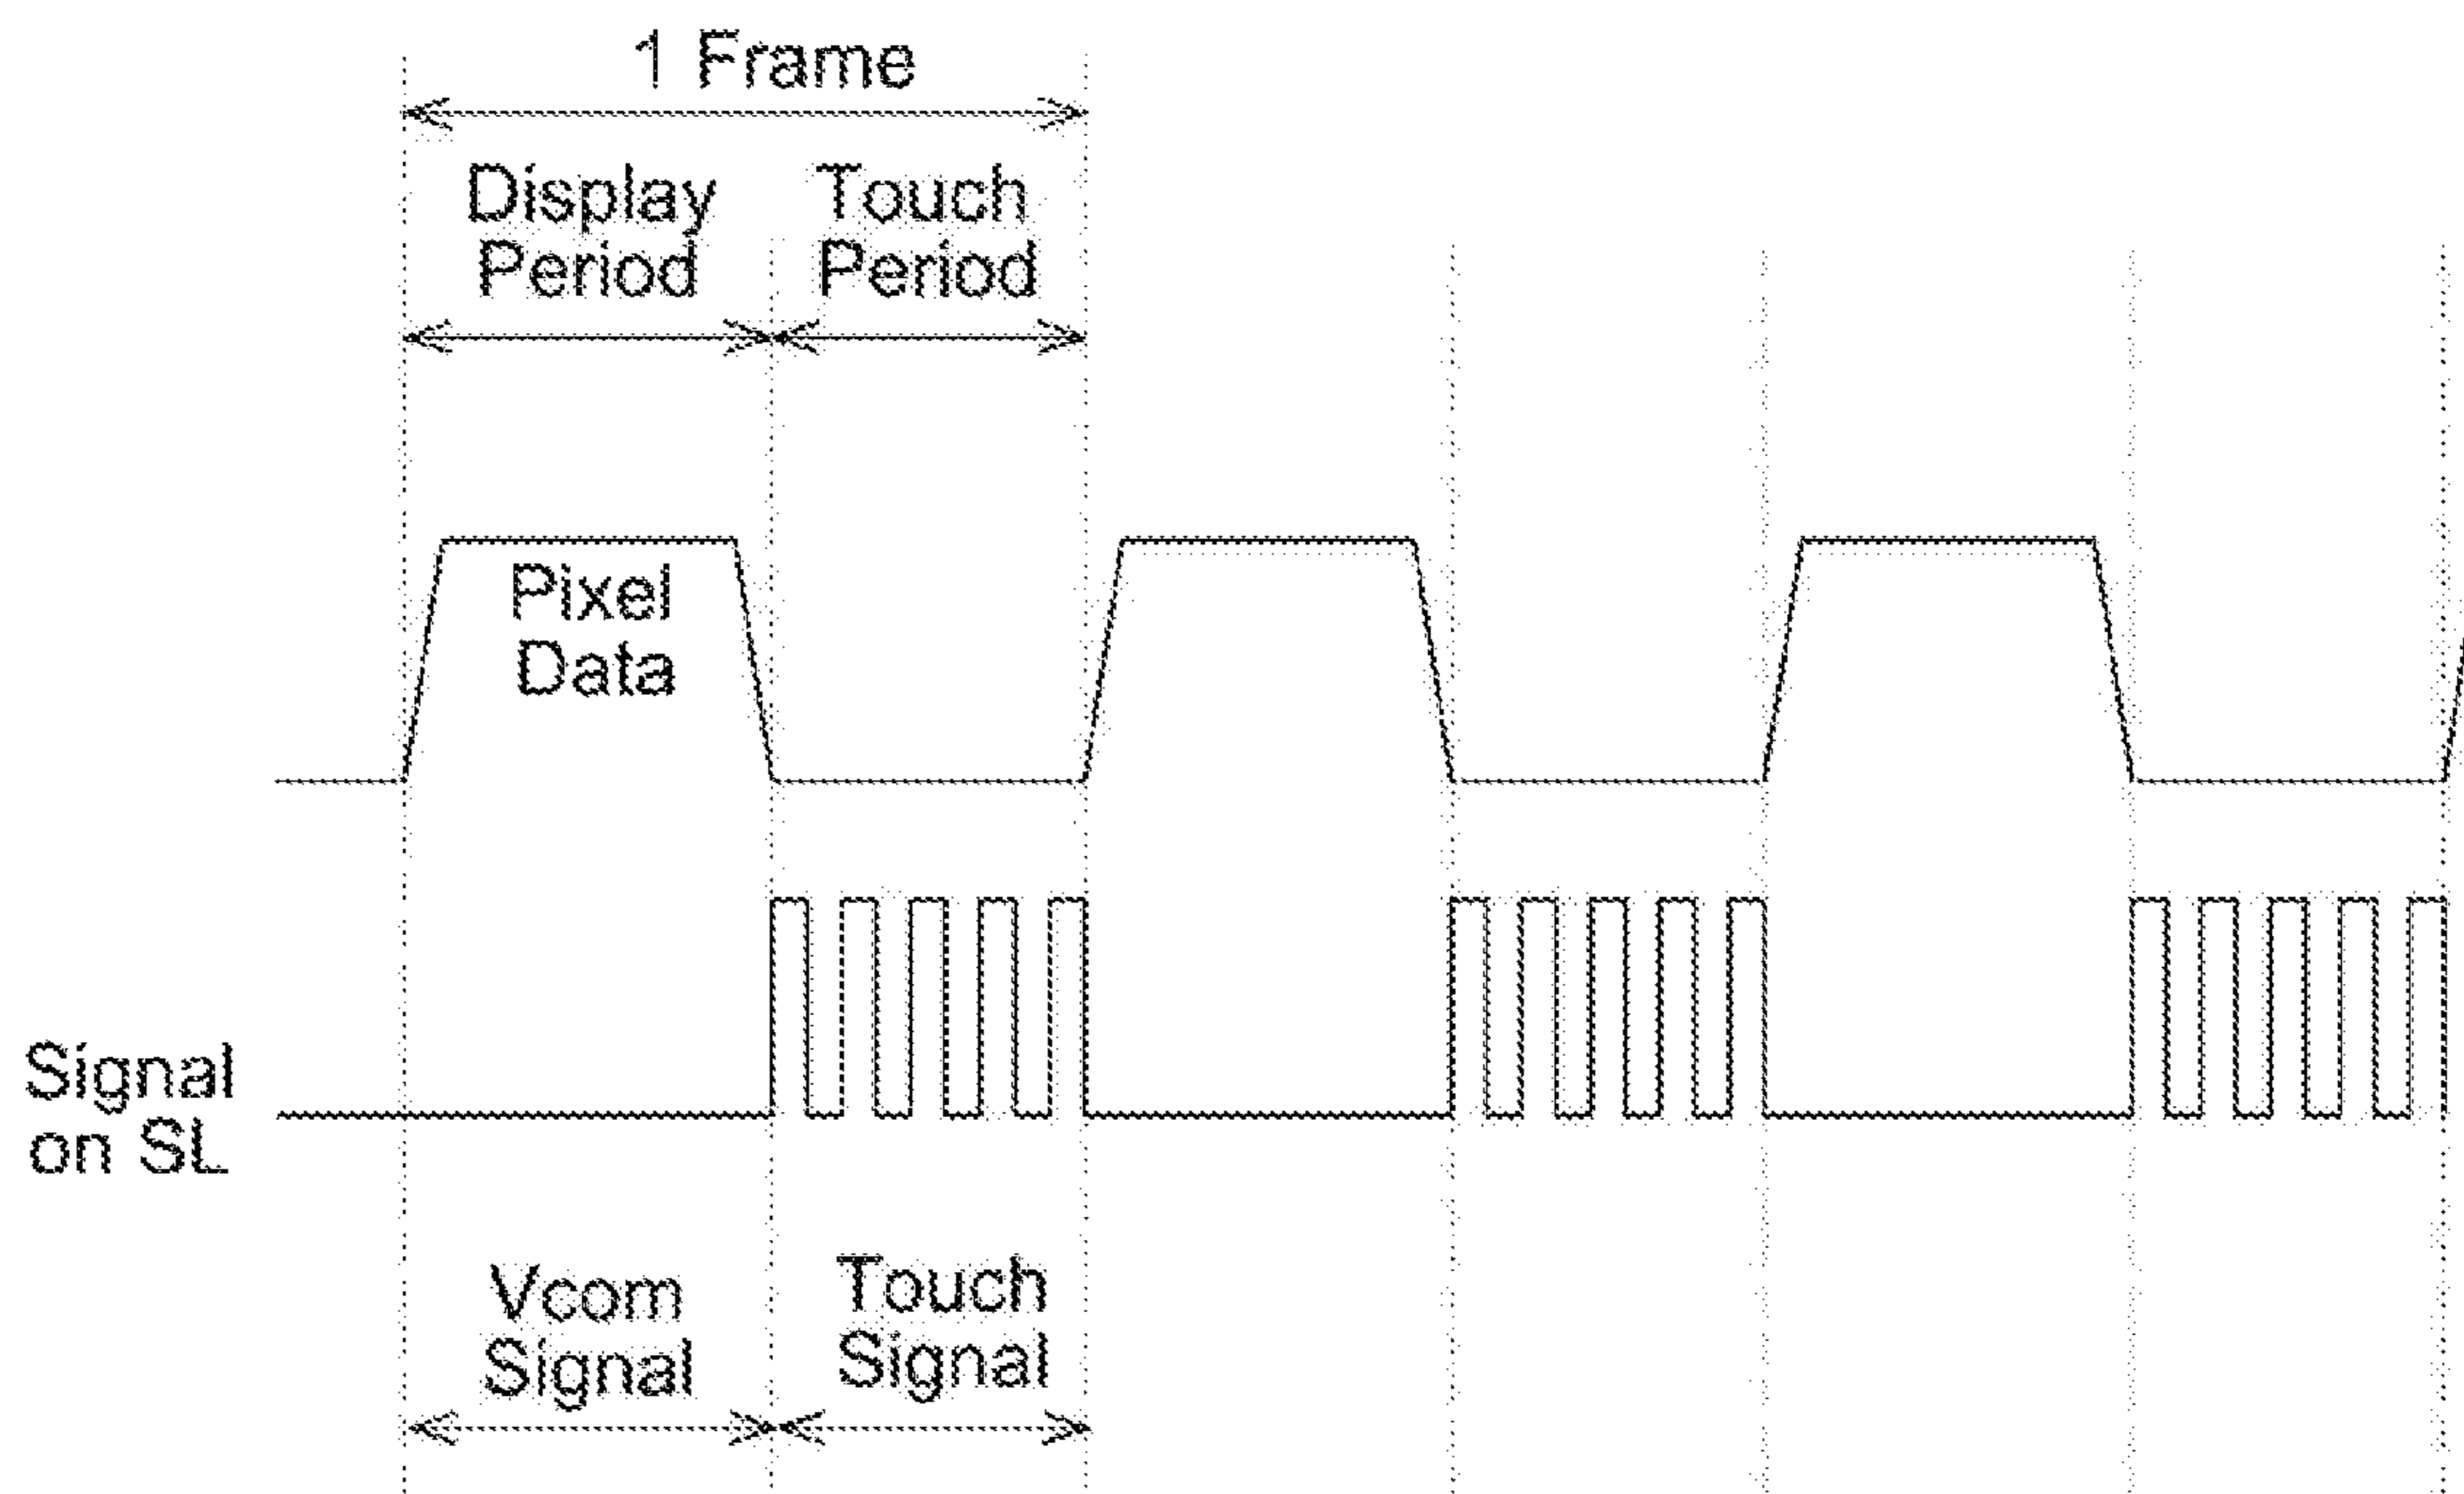 1 Frame
Display
Period
Touch
Period
Pixel
Data
Signal
on SL
Vcom
Signal
Touch
Signal